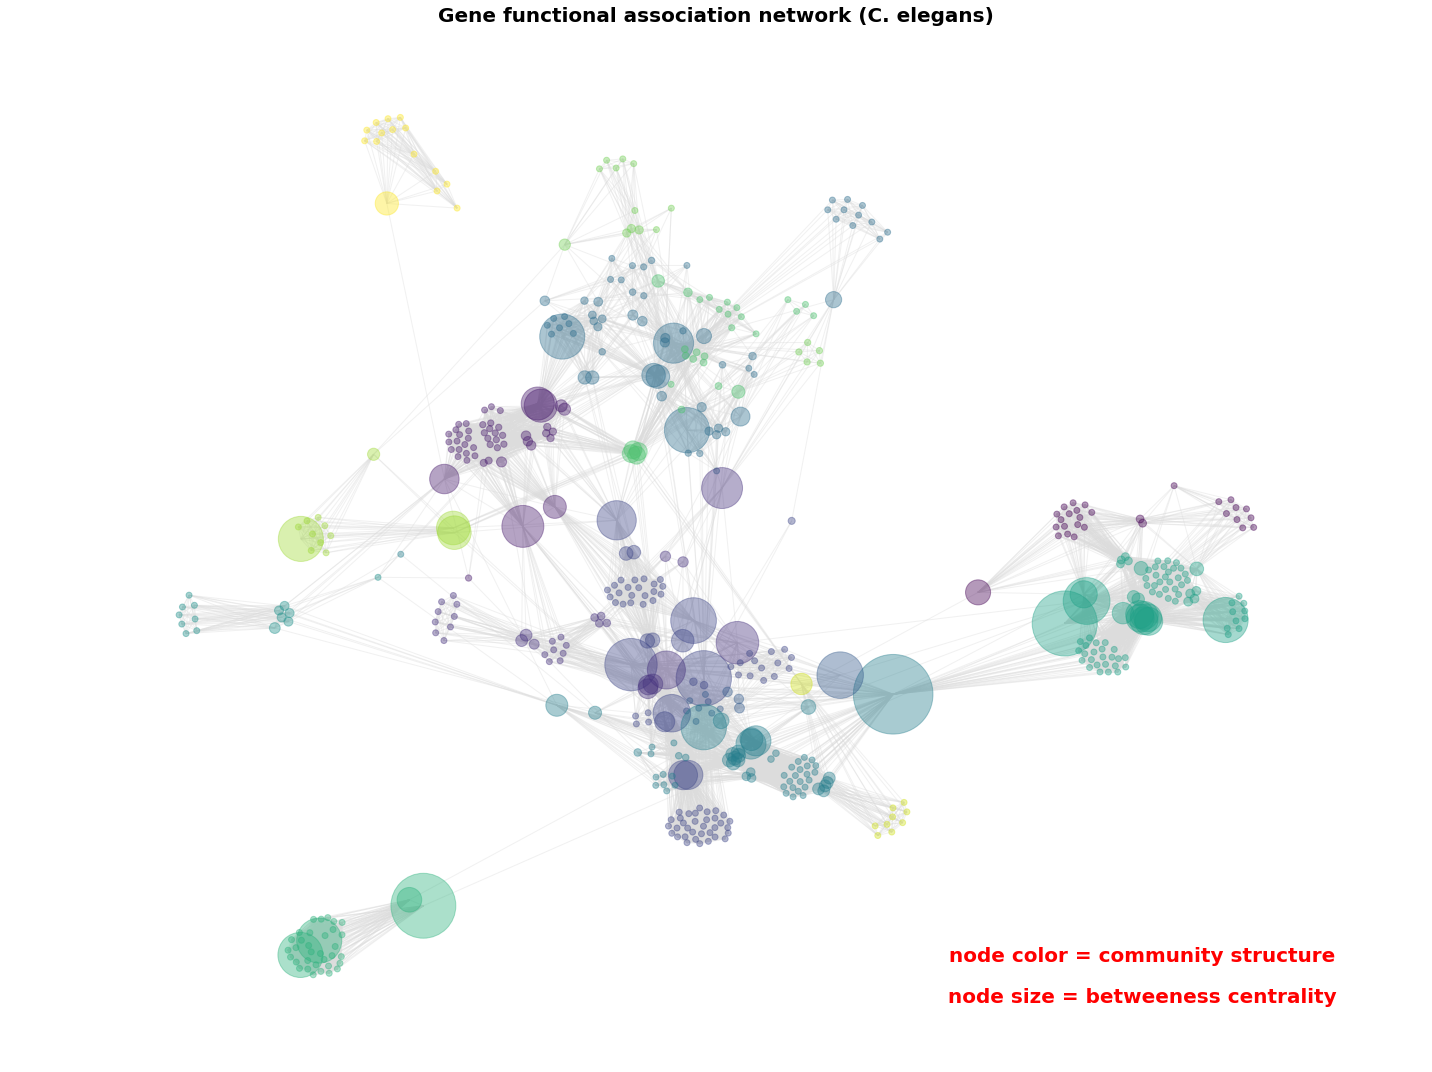 Gene functional association network (C. elegans)
node color = community structure
node size = betweeness centrality